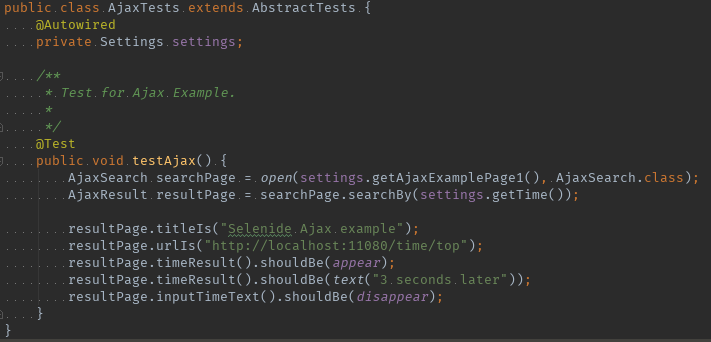 public class AjaxTests extends AbstractTests {
    @Autowired
    private Settings settings;

    /**
     * Test for Ajax Example.
     *
     */
    @Test
    public void testAjax() {
        AjaxSearch searchPage = open(settings.getAjaxExamplePage1(), AjaxSearch.class);
        AjaxResult resultPage = searchPage.searchBy(settings.getTime());

        resultPage.titleIs("Selenide Ajax example");
        resultPage.urlIs("http://localhost:11080/time/top");
        resultPage.timeResult().shouldBe(appear);
        resultPage.timeResult().shouldBe(text("3 seconds later"));
        resultPage.inputTimeText().shouldBe(disappear);
    }
}